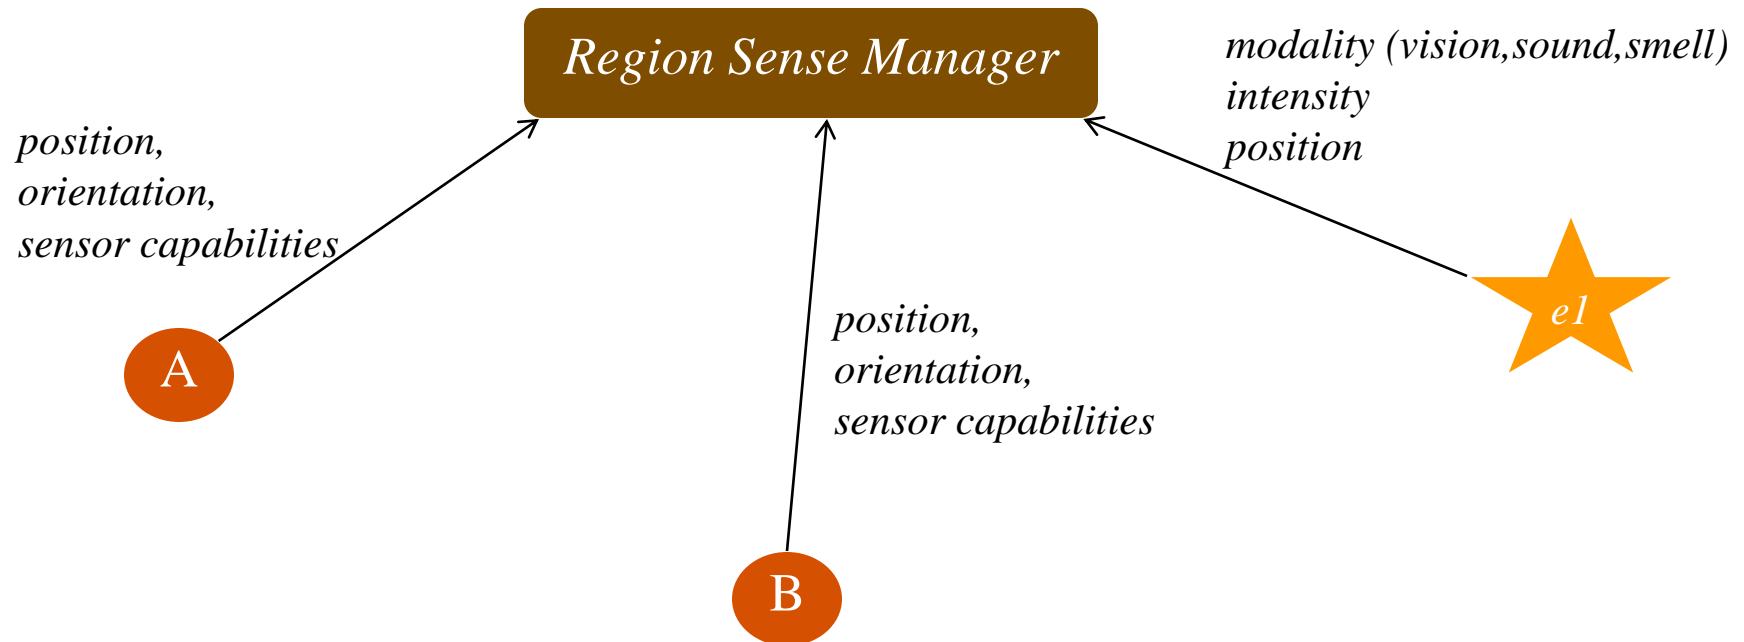 Region Sense Manager
modality (vision,sound,smell)
intensity
position
position,
orientation,
sensor capabilities
A
position,
orientation,
sensor capabilities
e1
B